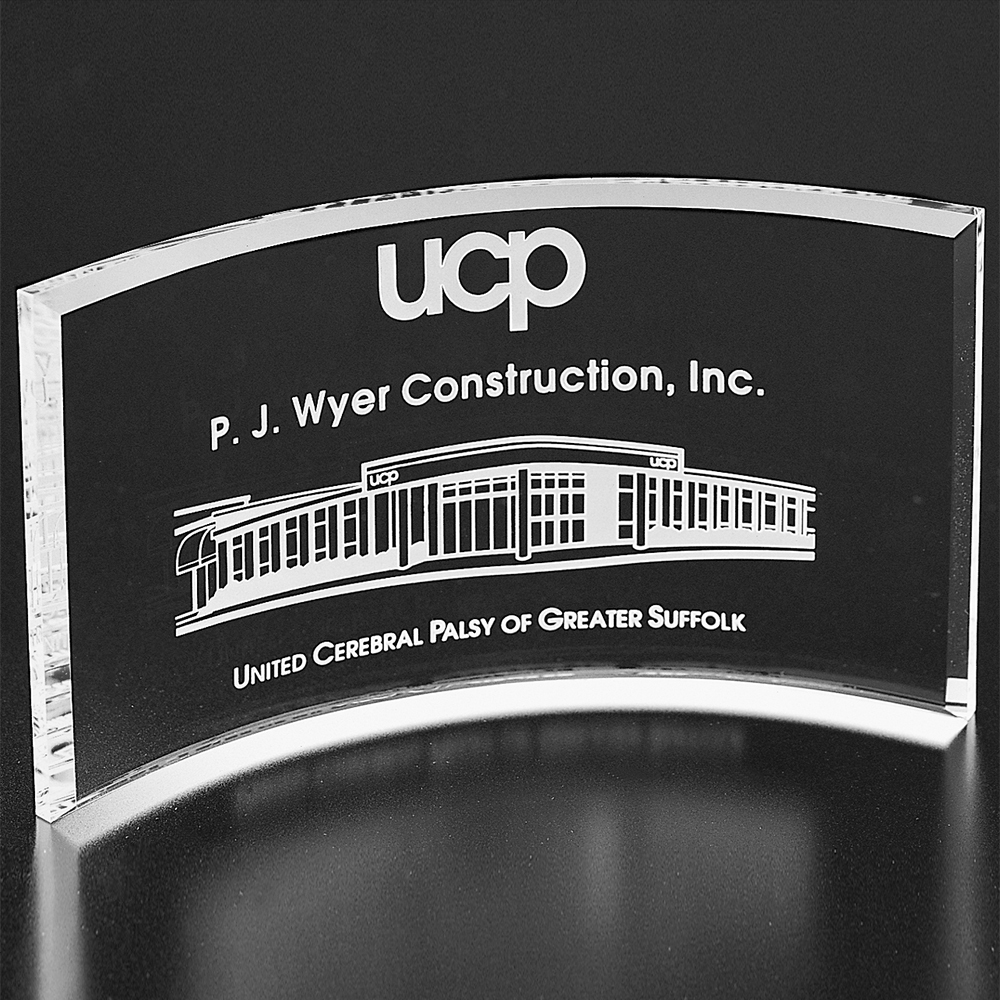 ucp
P. J. Wyer Construction, Inc.
ucp ucp
UNITED CEREBRAL PALSY OF GREATER SUFFOLK